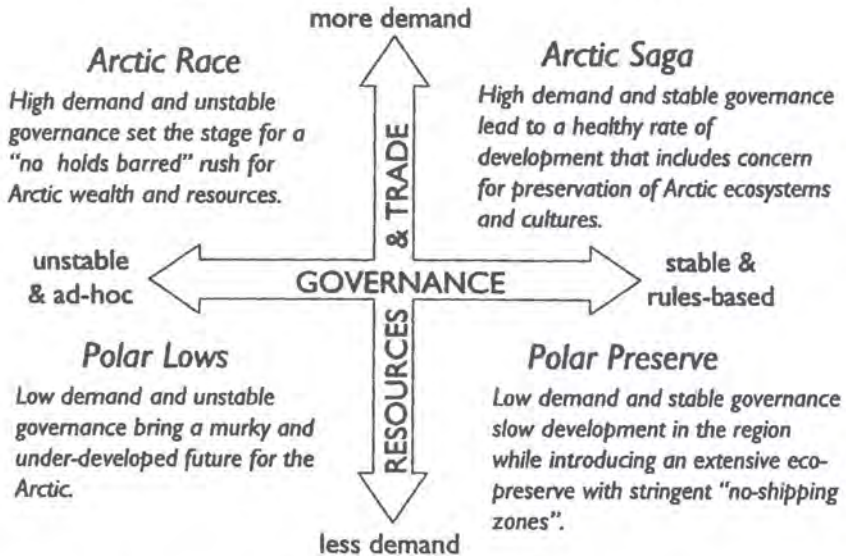 more demand
Arctic Race
High demand and unstable
governance set the stage for a
"no holds barred" rush for
Arctic wealth and resources.
Arctic Saga
High demand and stable governance
lead to a healthy rate of
development that includes concern
for preservation of Arctic ecosystems
and cultures.
unstable
& ad-hoc
GOVERNANCE
stable &
rules-based
RESOURCES & TRADE
Polar Lows
Low demand and unstable
governance bring a murky and
under-developed future for the
Arctic.
Polar Preserve
Low demand and stable governance
slow development in the region
while introducing an extensive eco-
preserve with stringent "no-shipping
zones".
less demand